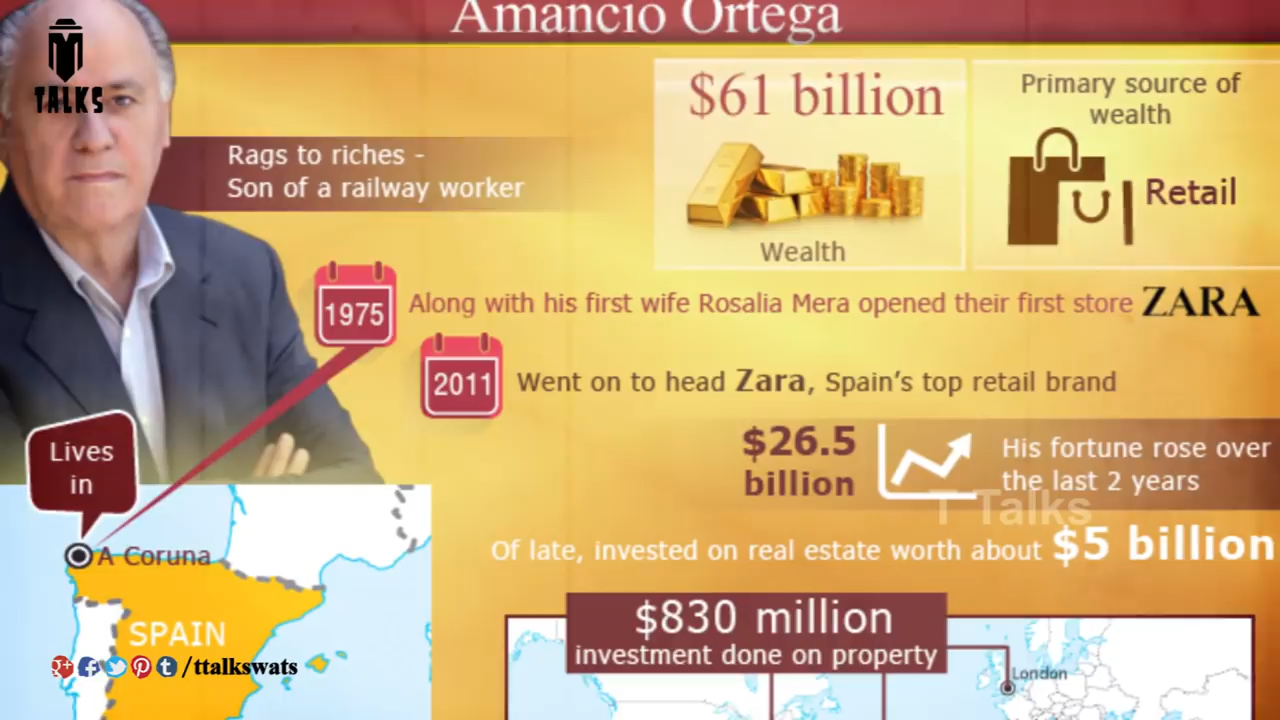 Amancio Ortega
TALKS
$61 billion
Wealth
Primary source of
wealth
Retail
Rags to riches -
Son of a railway worker
1975
Along with his first wife Rosalia Mera opened their first store ZARA
2011
Went on to head Zara, Spain's top retail brand
$26.5
billion
His fortune rose over
the last 2 years
T Talks
Of late, invested on real estate worth about $5 billion
Lives
in
A Coruna
SPAIN
/ttalkswats
$830 million
investment done on property
London